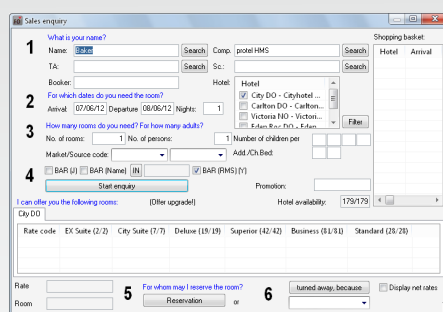 Sales enquiry
1 What is your name? Shopping basket:
Name: Baker Search Comp. protel HMS Search Hotel Arrival
TA: Search Sc.: Search
Booker: Hotel: Hotel
City DO - Cityhotel ...
2 For which dates do you need the room? Carlton DO - Carlton...
Arrival: 07/06/12 Departure 08/06/12 Nights: 1 Victoria NO - Victori... Filter
Eden Roc DO - Eden
3 How many rooms do you need? For how many adults?
No. of rooms: 1 No. of persons: 1 Number of children per
Market/Source code: Add./Ch.Bed:
4 BAR (J) BAR (Name) IN BAR (RMS) (Y)
Start enquiry Promotion:
I can offer you the following rooms: (Offer upgrade!) Hotel availability: 179/179
City DO
Rate code EX Suite (2/2) City Suite (7/7) Deluxe (19/19) Superior (42/42) Business (81/81) Standard (28/28)
Rate 5 For whom may I reserve the room? 6 turned away, because Display net rates
Room Reservation or